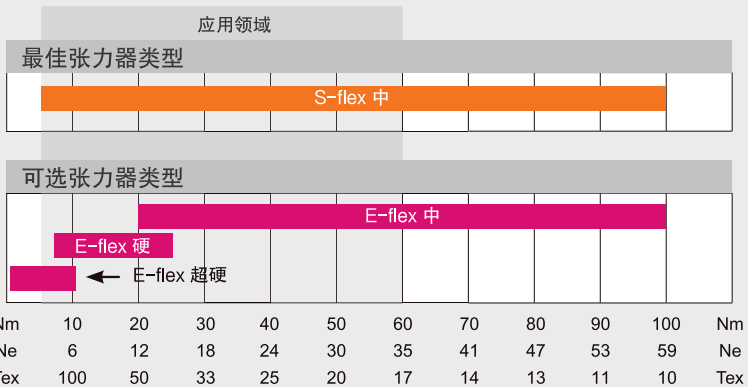 应用领域
最佳张力器类型
S-flex 中
可选张力器类型
E-flex 中
E-flex 硬
E-flex 超硬
Nm 10 20 30 40 50 60 70 80 90 100 Nm
Ne 6 12 18 24 30 35 41 47 53 59 Ne
Tex 100 50 33 25 20 17 14 13 11 10 Tex